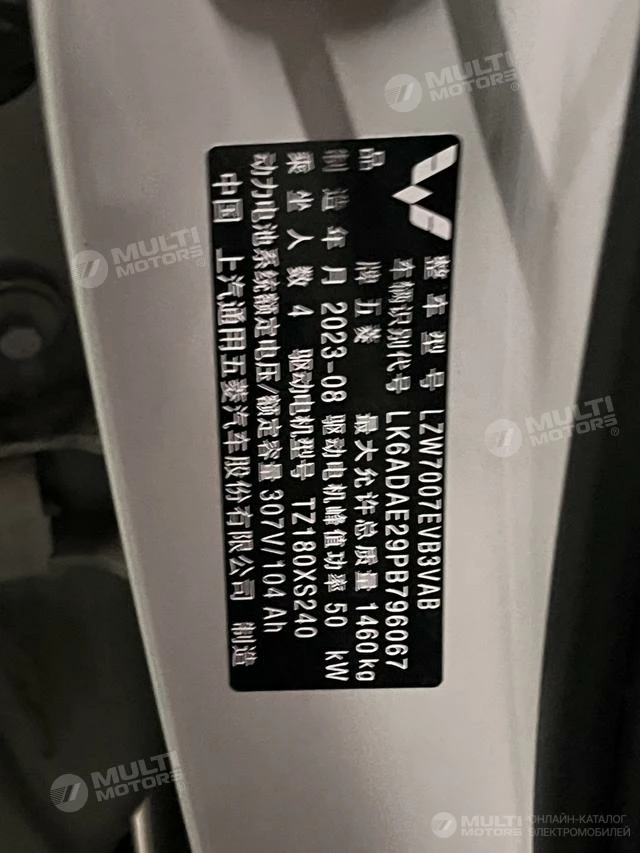 整车型号 LZW7007EVB3VAB
车辆识别代号 LK6ADAE29PB796067
品 牌 五菱 最大允许总质量 1460kg
制造年月 2023-08 驱动电机峰值功率 50 kW
乘坐人数 4 驱动电机型号 TZ180XS240
动力电池系统额定电压/额定容量 307V/104Ah
中国 上汽通用五菱汽车股份有限公司 制造
MULTI
MOTORS®
MULTI
MOTORS®
MULTI
MOTORS®
MULTI
MOTORS®
MULTI
MOTORS®
ОНЛАЙН-КАТАЛОГ
ЭЛЕКТРОМОБИЛЕЙ